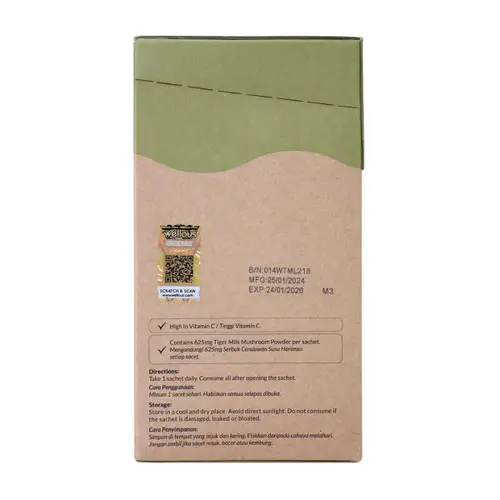 wellous
SCRATCH & SCAN
www.wellous.com
B/N:014WTML218
MFG:25/01/2024
EXP:24/01/2026 M3
High in Vitamin C / Tinggi Vitamin C.
Contains 625mg Tiger Milk Mushroom Powder per sachet.
Mengandungi 625mg Serbuk Cendawan Susu Harimau
setiap sachet.
Directions:
Take 1 sachet daily. Consume all after opening the sachet.
Cara Penggunaan:
Minum 1 sachet sehari. Habiskan semua selepas dibuka.
Storage:
Store in a cool and dry place. Avoid direct sunlight. Do not consume if
the sachet is damaged, leaked or bloated.
Cara Penyimpanan:
Simpan di tempat yang sejuk dan kering. Elakkan daripada cahaya matahari.
Jangan ambil jika sachet rosak, bocor atau kembung.